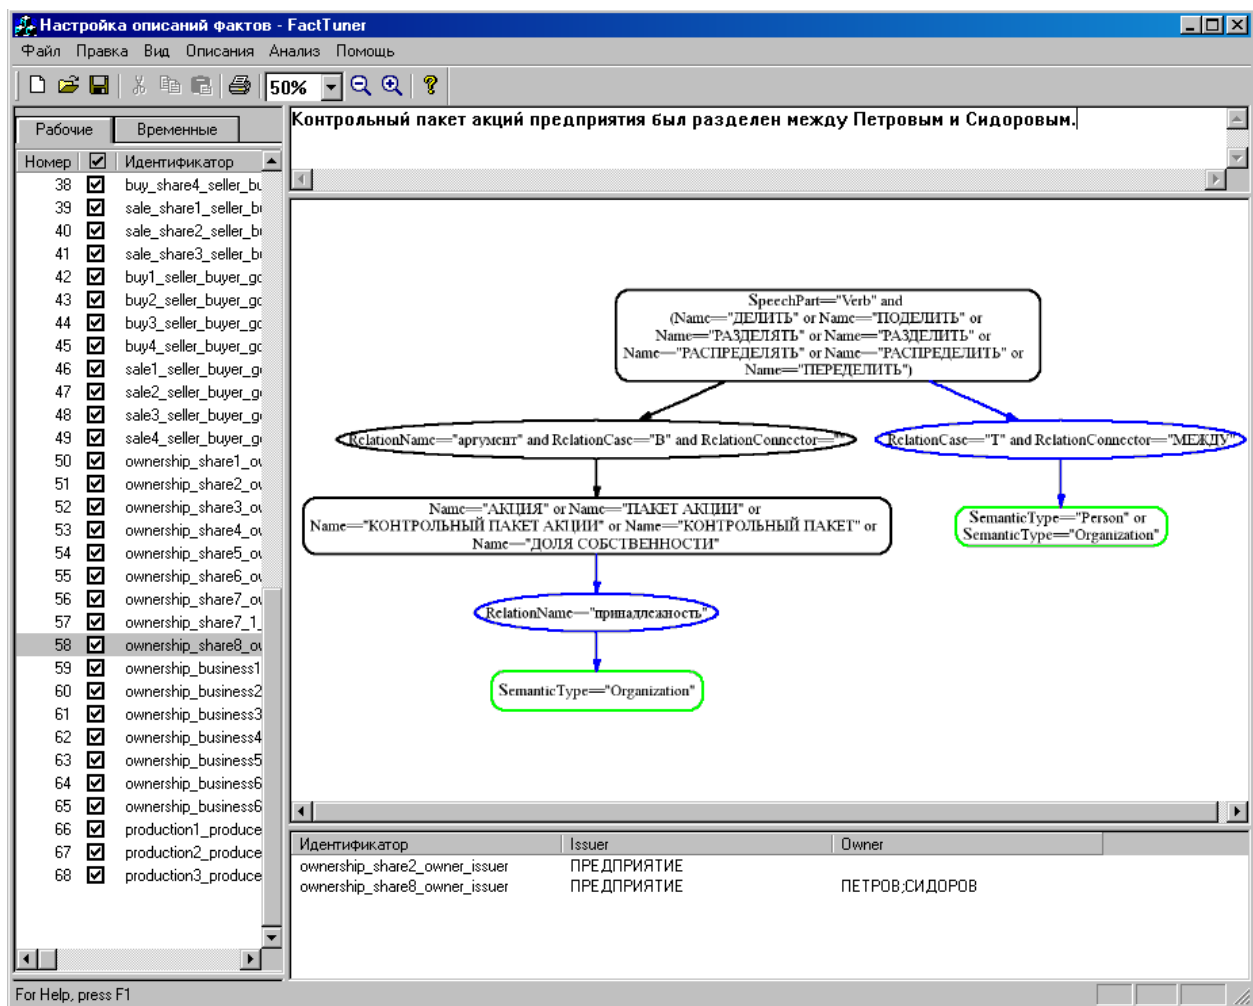 Настройка описаний фактов - FactTuner
Файл Правка Вид Описания Анализ Помощь
50%
Рабочие Временные
Номер Идентификатор
38 buy_share4_seller_bu
39 sale_share1_seller_b
40 sale_share2_seller_b
41 sale_share3_seller_b
42 buy1_seller_buyer_go
43 buy2_seller_buyer_go
44 buy3_seller_buyer_go
45 buy4_seller_buyer_go
46 sale1_seller_buyer_g
47 sale2_seller_buyer_g
48 sale3_seller_buyer_g
49 sale4_seller_buyer_g
50 ownership_share1_o
51 ownership_share2_o
52 ownership_share3_o
53 ownership_share4_o
54 ownership_share5_o
55 ownership_share6_o
56 ownership_share7_o
57 ownership_share7_1_
58 ownership_share8_o
59 ownership_business1
60 ownership_business2
61 ownership_business3
62 ownership_business4
63 ownership_business5
64 ownership_business6
65 ownership_business6
66 production1_produce
67 production2_produce
68 production3_produce
Контрольный пакет акций предприятия был разделен между Петровым и Сидоровым.
SpeechPart=="Verb" and
(Name=="ДЕЛИТЬ" or Name=="ПОДЕЛИТЬ" or
Name=="РАЗДЕЛЯТЬ" or Name=="РАЗДЕЛИТЬ" or
Name=="РАСПРЕДЕЛЯТЬ" or Name=="РАСПРЕДЕЛИТЬ" or
Name=="ПЕРЕДЕЛИТЬ")
RelationName=="аргумент" and RelationCase=="В" and RelationConnector==""
RelationCase=="Т" and RelationConnector=="МЕЖДУ"
Name=="АКЦИЯ" or Name=="ПАКЕТ АКЦИИ" or
Name=="КОНТРОЛЬНЫЙ ПАКЕТ АКЦИИ" or Name=="КОНТРОЛЬНЫЙ ПАКЕТ" or
Name=="ДОЛЯ СОБСТВЕННОСТИ"
SemanticType=="Person" or
SemanticType=="Organization"
RelationName=="принадлежность"
SemanticType=="Organization"
Идентификатор Issuer Owner
ownership_share2_owner_issuer ПРЕДПРИЯТИЕ
ownership_share8_owner_issuer ПРЕДПРИЯТИЕ ПЕТРОВ;СИДОРОВ
For Help, press F1